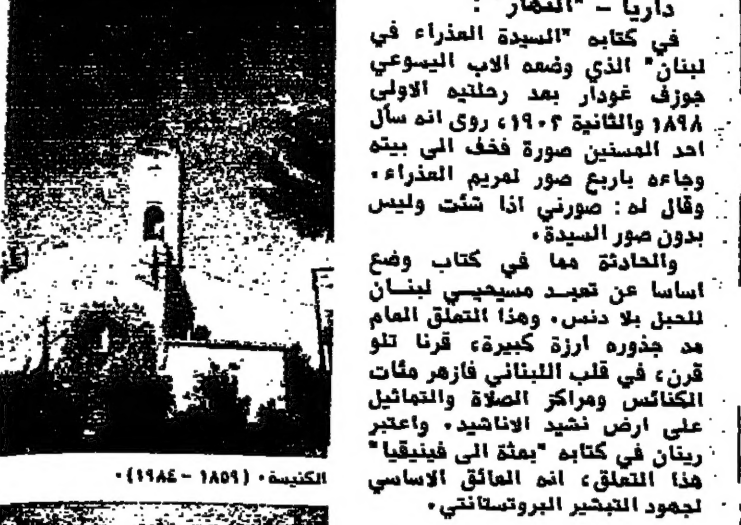 داريا – "النهار" :
في كتابه "السيدة العذراء في
لبنان" الذي وضعه الاب اليسوعي
جوزف غودار بعد رحلتيه الاولى
١٨٩٨ والثانية ١٩٠٢، روى انه سأل
احد المسنين صورة فخف الى بيته
وجاءه باربع صور لمريم العذراء.
وقال له : صورني اذا شئت وليس
بدون صور السيدة.
والحادثة مما في كتاب وضع
اساسا عن تعبد مسيحيي لبنان
للحبل بلا دنس. وهذا التعلق العام
مد جذوره ارزة كبيرة، قرنا تلو
قرن، في قلب اللبناني فازهر مئات
الكنائس ومراكز الصلاة والتماثيل
على ارض نشيد الاناشيد. واعتبر
رينان في كتابه "بعثة الى فينيقيا"
هذا التعلق، انه العائق الاساسي
لجهود التبشير البروتستانتي.
الكنيسة. (١٨٥٩ – ١٩٨٤).